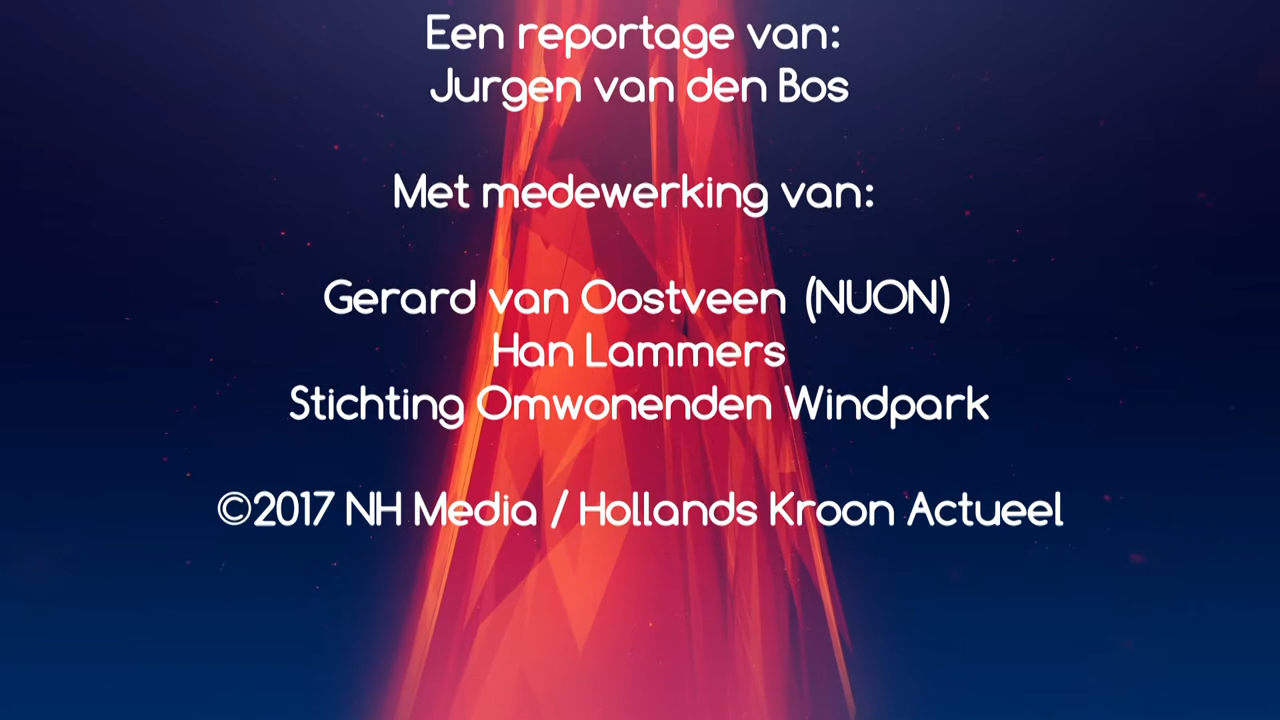 Een reportage van:
Jurgen van den Bos
Met medewerking van:
Gerard van Oostveen (NUON)
Han Lammers
Stichting Omwonenden Windpark
©2017 NH Media / Hollands Kroon Actueel